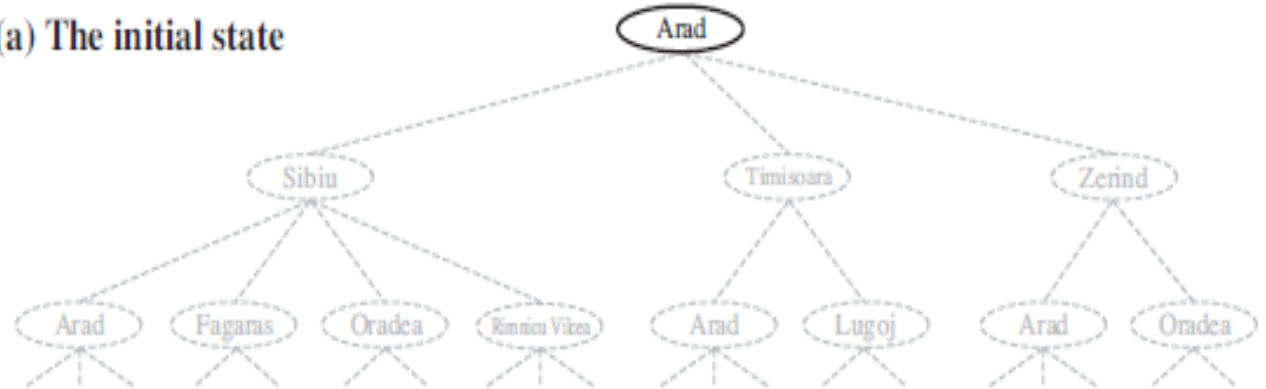 (a) The initial state
Arad
Sibiu
Timisoara
Zerind
Arad
Fagaras
Oradea
Rimnicu Vilcea
Arad
Lugoj
Arad
Oradea